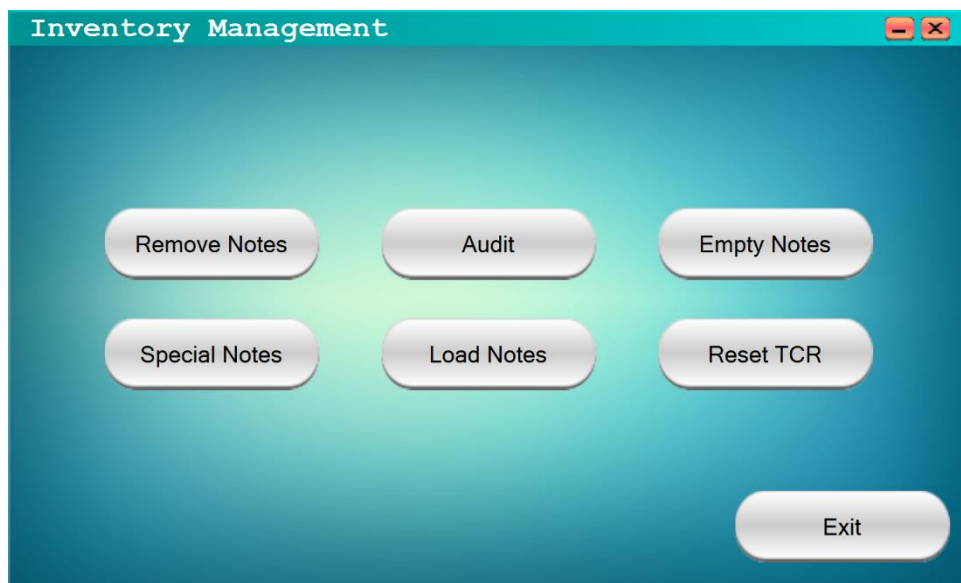 Inventory Management
Remove Notes
Audit
Empty Notes
Special Notes
Load Notes
Reset TCR
Exit